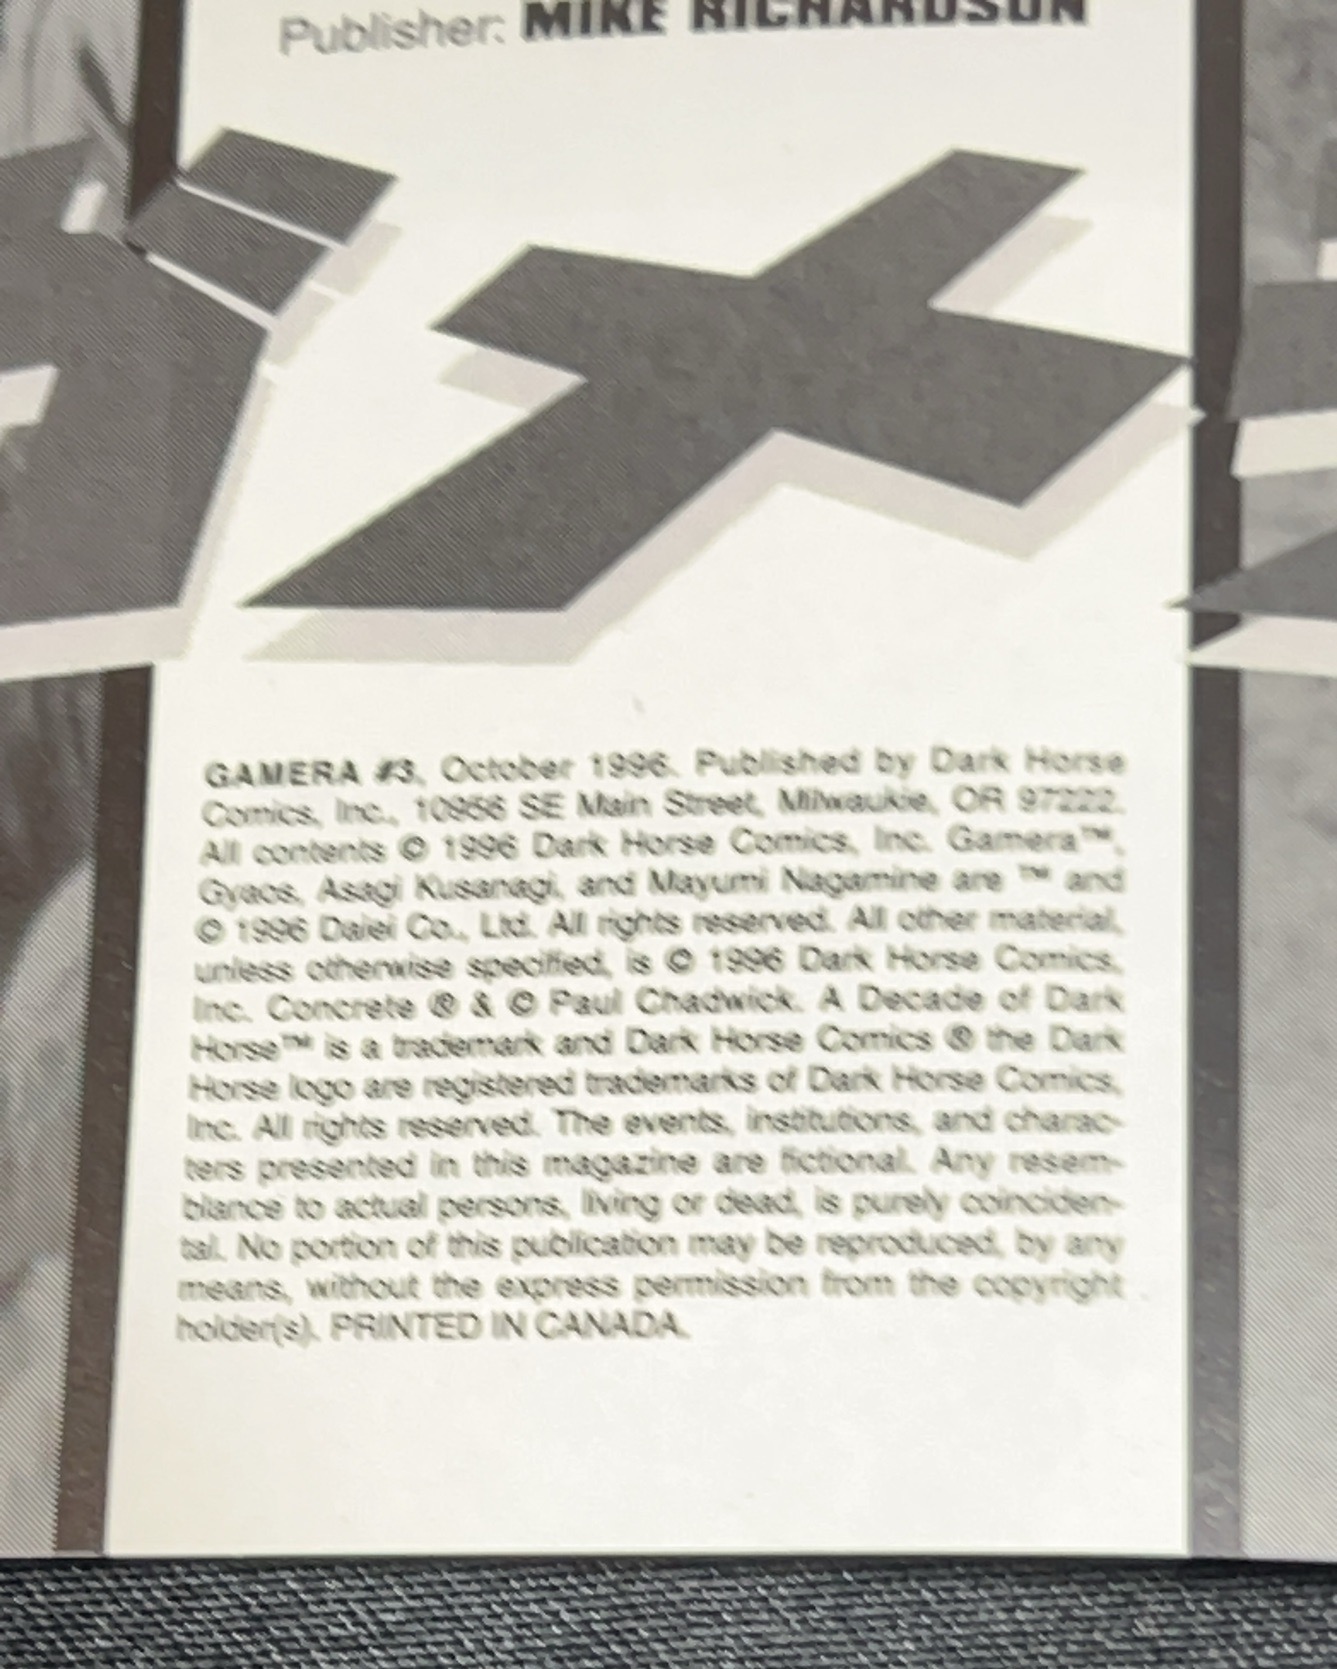 Publisher: MIKE RICHARDSON
GAMERA #3, October 1996. Published by Dark Horse
Comics, Inc., 10956 SE Main Street, Milwaukie, OR 97222.
All contents © 1996 Dark Horse Comics, Inc. Gamera™,
Gyaos, Asagi Kusanagi, and Mayumi Nagamine are ™ and
© 1996 Daiei Co., Ltd. All rights reserved. All other material,
unless otherwise specified, is © 1996 Dark Horse Comics,
Inc. Concrete ® & © Paul Chadwick. A Decade of Dark
Horse™ is a trademark and Dark Horse Comics ® the Dark
Horse logo are registered trademarks of Dark Horse Comics,
Inc. All rights reserved. The events, institutions, and charac-
ters presented in this magazine are fictional. Any resem-
blance to actual persons, living or dead, is purely coinciden-
tal. No portion of this publication may be reproduced, by any
means, without the express permission from the copyright
holder(s). PRINTED IN CANADA.